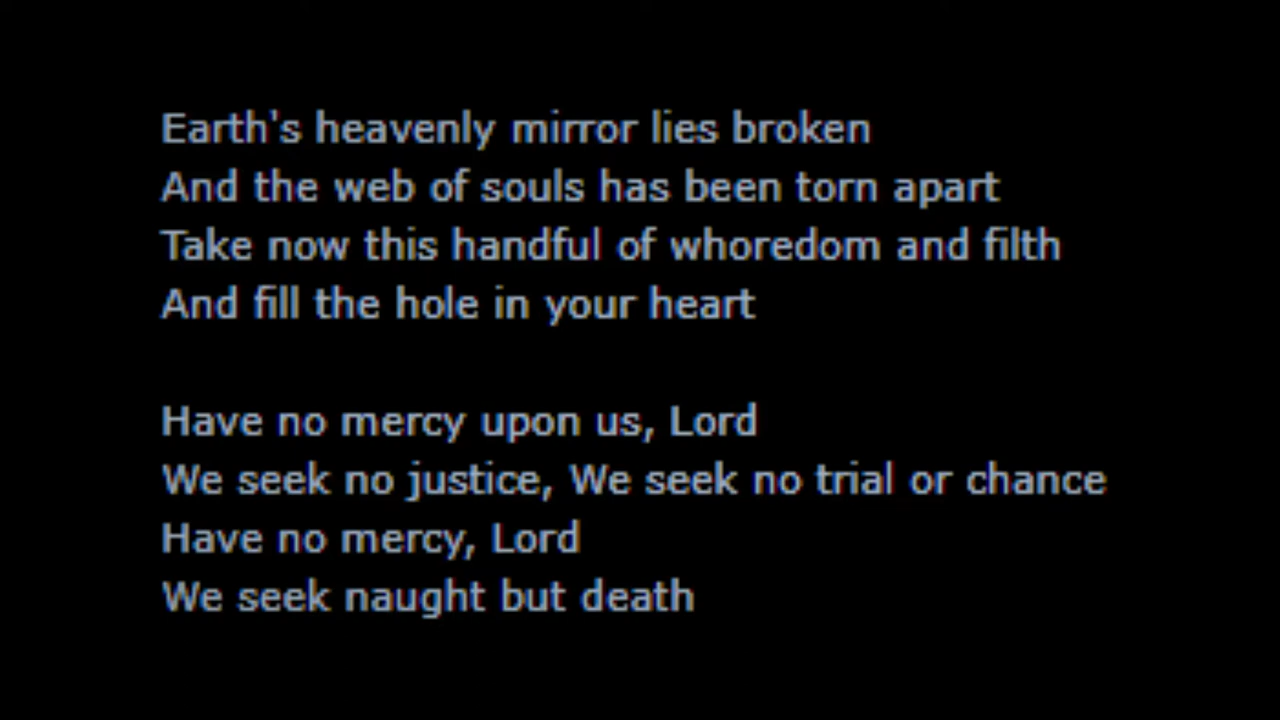 Earth's heavenly mirror lies broken
And the web of souls has been torn apart
Take now this handful of whoredom and filth
And fill the hole in your heart
Have no mercy upon us, Lord
We seek no justice, We seek no trial or chance
Have no mercy, Lord
We seek naught but death